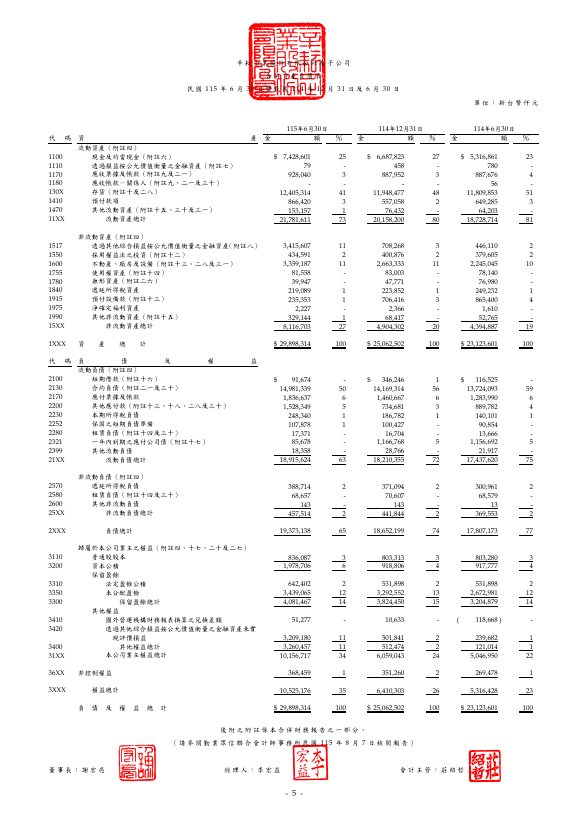 民國 115 年 6 月 31 日及 6 月 30 日
單位：新台幣仟元
115年6月30日 114年12月31日 114年6月30日
代碼 資產 金額 % 金額 % 金額 %
流動資產（附註四）
1100 現金及約當現金（附註六） $ 7,428,601 25 $ 6,687,823 27 $ 5,316,861 23
1110 透過損益按公允價值衡量之金融資產（附註七） 79 - 458 - 780 -
1170 應收票據及帳款（附註九及二一） 928,040 3 887,952 3 887,676 4
1180 應收帳款－關係人（附註九、二一及三十） - - - - 56 -
130X 存貨（附註十及二八） 12,405,314 41 11,948,477 48 11,809,853 51
1410 預付款項 866,420 3 557,058 2 649,285 3
1470 其他流動資產（附註十五、三十及三一） 153,157 1 76,432 - 64,203 -
11XX 流動資產總計 21,781,611 73 20,158,200 80 18,728,714 81
非流動資產
1517 透過其他綜合損益按公允價值衡量之金融資產（附註八） 3,415,607 11 708,268 3 446,110 2
1550 採用權益法之投資（附註十二） 434,591 2 400,876 2 379,605 2
1600 不動產、廠房及設備（附註十三、二八及三一） 3,359,187 11 2,663,333 11 2,245,045 10
1755 使用權資產（附註十四） 81,558 - 83,003 - 78,140 -
1780 無形資產（附註二六） 39,947 - 47,771 - 76,980 -
1840 遞延所得稅資產 219,089 1 223,852 1 249,232 1
1915 預付設備款（附註十三） 235,353 1 706,416 3 865,400 4
1975 淨確定福利資產 2,227 - 2,366 - 1,610 -
1990 其他非流動資產（附註十五） 329,144 1 68,417 - 52,765 -
15XX 非流動資產總計 8,116,703 27 4,904,302 20 4,394,887 19
1XXX 資產總計 $ 29,898,314 100 $ 25,062,502 100 $ 23,123,601 100
代碼 負債及權益
流動負債（附註四）
2100 短期借款（附註十六） $ 91,674 - $ 346,246 1 $ 116,525 -
2130 合約負債（附註二一及三十） 14,981,339 50 14,169,314 56 13,724,093 59
2170 應付票據及帳款 1,836,637 6 1,460,667 6 1,283,990 6
2200 其他應付款（附註十三、十八、二八及三十） 1,528,349 5 734,681 3 889,782 4
2230 本期所得稅負債 248,340 1 186,782 1 140,101 1
2252 保固之短期負債準備 107,878 1 100,427 - 90,854 -
2280 租賃負債（附註十四及三十） 17,371 - 16,704 - 13,666 -
2321 一年內到期之應付公司債（附註十七） 85,678 - 1,166,768 5 1,156,692 5
2399 其他流動負債 18,358 - 28,766 - 21,917 -
21XX 流動負債總計 18,915,624 63 18,210,355 72 17,437,620 75
非流動負債（附註四）
2570 遞延所得稅負債 388,714 2 371,094 2 300,961 2
2580 租賃負債（附註十四及三十） 68,657 - 70,607 - 68,579 -
2600 其他非流動負債 143 - 143 - 13 -
25XX 非流動負債總計 457,514 2 441,844 2 369,553 2
2XXX 負債總計 19,373,138 65 18,652,199 74 17,807,173 77
歸屬於本公司業主之權益（附註四、十七、二十及二七）
3110 普通股股本 836,087 3 803,313 3 803,280 3
3200 資本公積 1,978,706 6 918,806 4 917,777 4
保留盈餘
3310 法定盈餘公積 642,402 2 531,898 2 531,898 2
3350 未分配盈餘 3,439,065 12 3,292,552 13 2,672,981 12
3300 保留盈餘總計 4,081,467 14 3,824,450 15 3,204,879 14
其他權益
3410 國外營運機構財務報表換算之兌換差額 51,277 - 10,633 - ( 118,668 ) -
3420 透過其他綜合損益按公允價值衡量之金融資產未實
現評價損益 3,209,180 11 501,841 2 239,682 1
3400 其他權益總計 3,260,457 11 512,474 2 121,014 1
31XX 本公司業主權益總計 10,156,717 34 6,059,043 24 5,046,950 22
36XX 非控制權益 368,459 1 351,260 2 269,478 1
3XXX 權益總計 10,525,176 35 6,410,303 26 5,316,428 23
負債及權益總計 $ 29,898,314 100 $ 25,062,502 100 $ 23,123,601 100
後附之附註係本合併財務報告之一部分。
（請參閱勤業眾信聯合會計師事務所民國 115 年 8 月 7 日核閱報告）
董事長：謝宏亮 經理人：李宏益 會計主管：莊紹哲
- 5 -